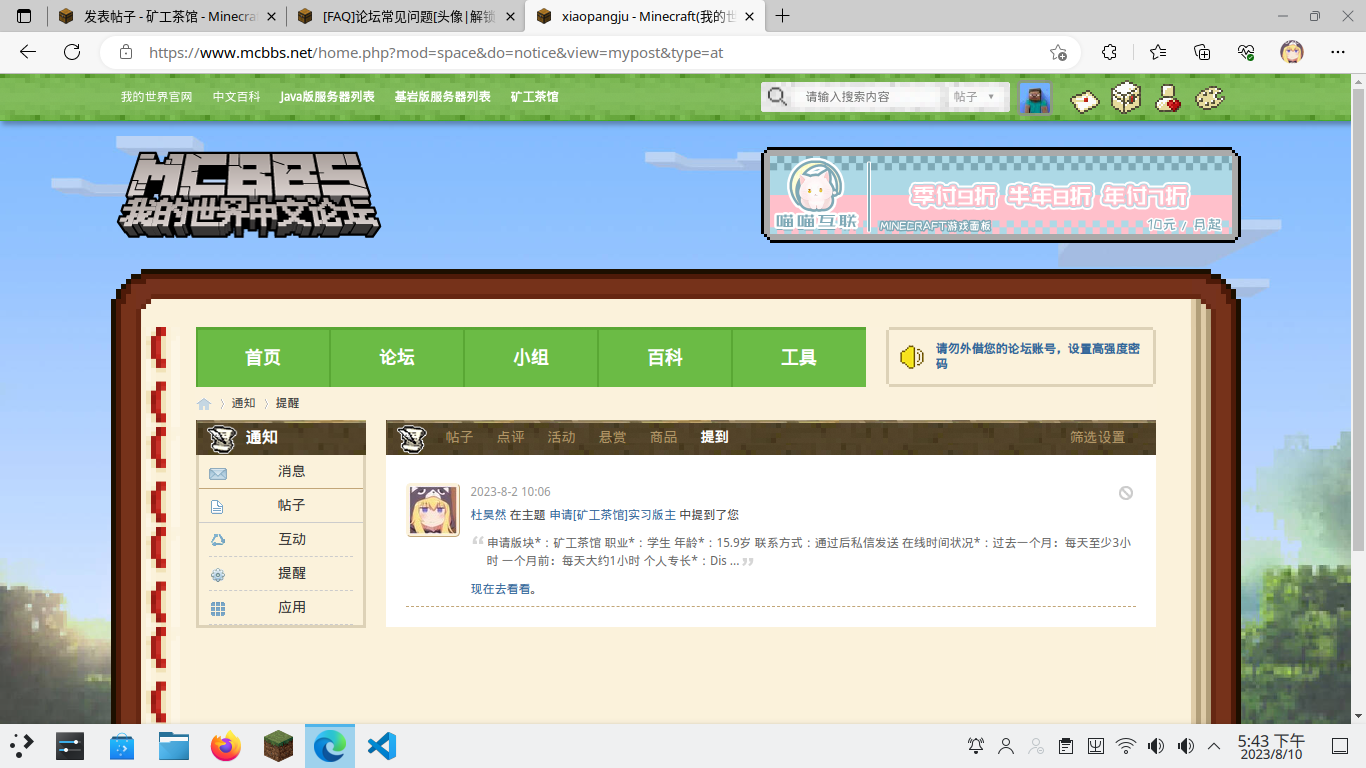 发表帖子 - 矿工茶馆 - Minecra
[FAQ]论坛常见问题[头像|解锁
xiaopangju - Minecraft(我的世
https://www.mcbbs.net/home.php?mod=space&do=notice&view=mypost&type=at
我的世界官网 中文百科 Java版服务器列表 基岩版服务器列表 矿工茶馆 请输入搜索内容 帖子
MCBBS
我的世界中文论坛
喵喵互联
季付9折 半年8折 年付7折
MINECRAFT游戏面板 10元 / 月起
首页 论坛 小组 百科 工具
请勿外借您的论坛账号，设置高强度密
码
通知 提醒
通知
消息
帖子
互动
提醒
应用
帖子 点评 活动 悬赏 商品 提到 筛选设置
2023-8-2 10:06
杜昊然 在主题 申请[矿工茶馆]实习版主 中提到了您
申请版块*：矿工茶馆 职业*：学生 年龄*：15.9岁 联系方式：通过后私信发送 在线时间状况*：过去一个月：每天至少3小
时 一个月前：每天大约1小时 个人专长*：Dis ...
现在去看看。
5:43 下午
2023/8/10